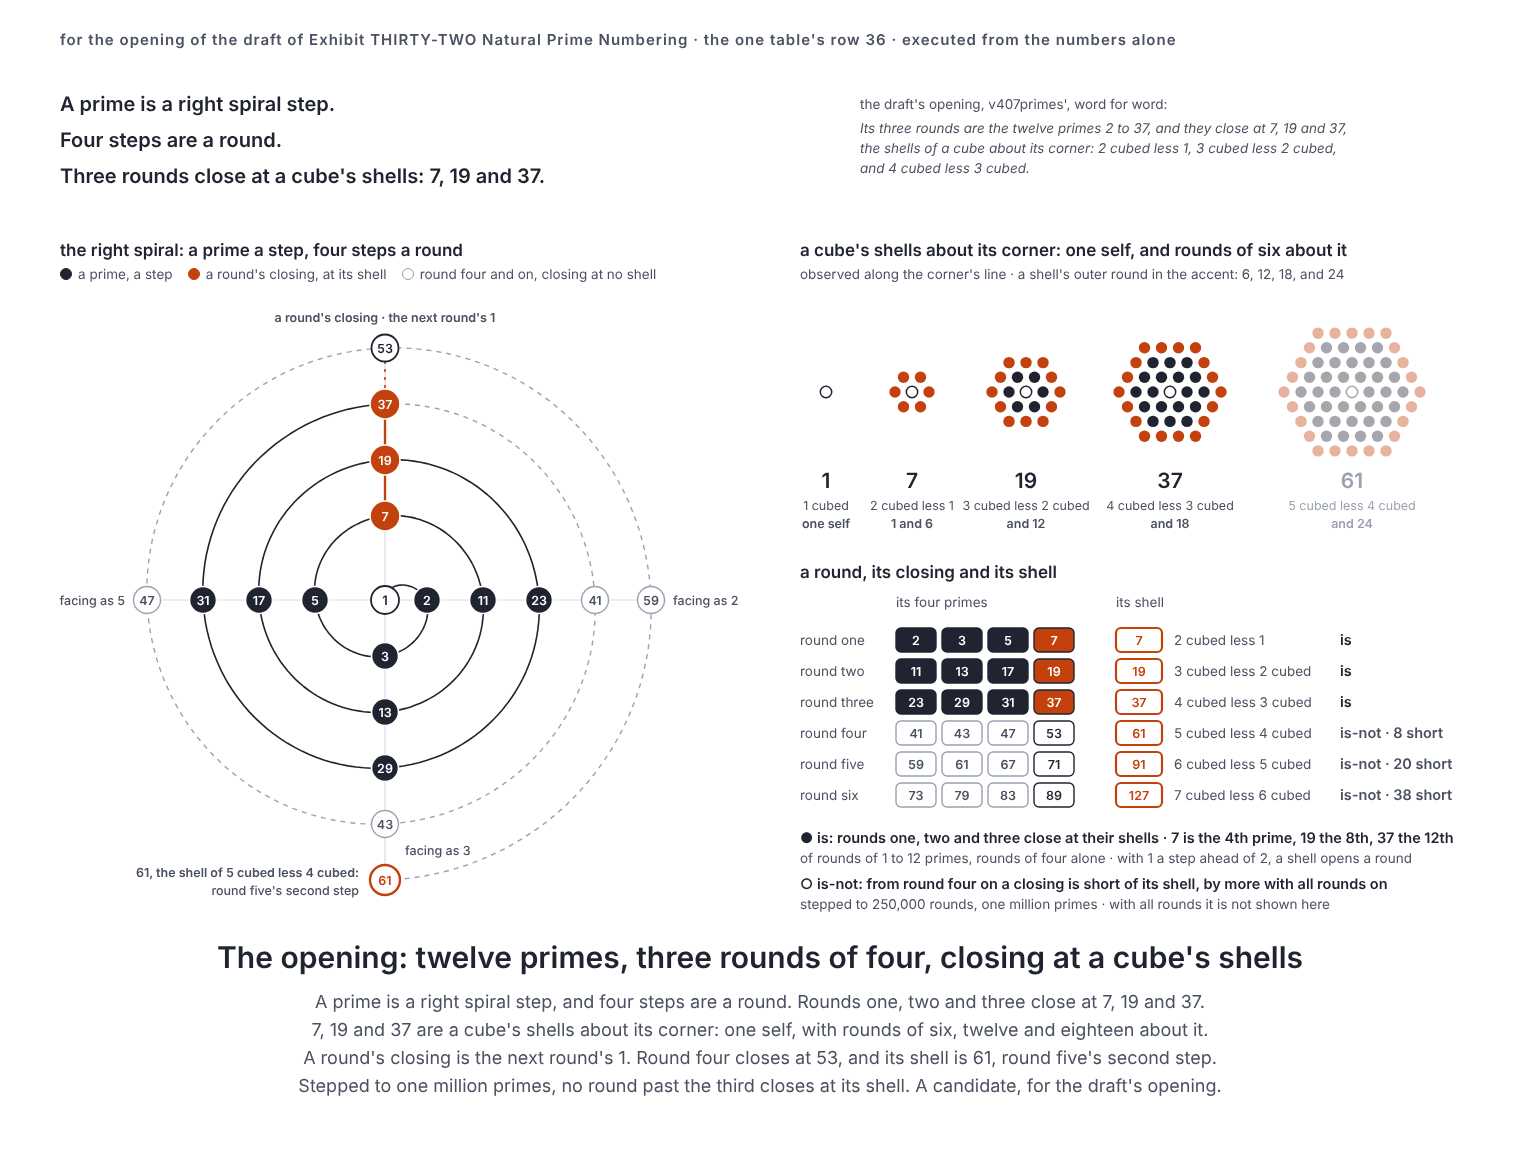 for the opening of the draft of Exhibit THIRTY-TWO Natural Prime Numbering · the one table's row 36 · executed from the numbers alone
A prime is a right spiral step.
Four steps are a round.
Three rounds close at a cube's shells: 7, 19 and 37.
the draft's opening, v407primes', word for word:
Its three rounds are the twelve primes 2 to 37, and they close at 7, 19 and 37,
the shells of a cube about its corner: 2 cubed less 1, 3 cubed less 2 cubed,
and 4 cubed less 3 cubed.
the right spiral: a prime a step, four steps a round
a prime, a step
a round's closing, at its shell
round four and on, closing at no shell
a round's closing · the next round's 1
53
37
19
7
facing as 5
47
31
17
5
1
2
11
23
41
59
facing as 2
3
13
29
43
facing as 3
61, the shell of 5 cubed less 4 cubed:
round five's second step
61
a cube's shells about its corner: one self, and rounds of six about it
observed along the corner's line · a shell's outer round in the accent: 6, 12, 18, and 24
1
7
19
37
61
1 cubed
2 cubed less 1
3 cubed less 2 cubed
4 cubed less 3 cubed
5 cubed less 4 cubed
one self
1 and 6
and 12
and 18
and 24
a round, its closing and its shell
its four primes
its shell
round one 2 3 5 7 7 2 cubed less 1 is
round two 11 13 17 19 19 3 cubed less 2 cubed is
round three 23 29 31 37 37 4 cubed less 3 cubed is
round four 41 43 47 53 61 5 cubed less 4 cubed is-not · 8 short
round five 59 61 67 71 91 6 cubed less 5 cubed is-not · 20 short
round six 73 79 83 89 127 7 cubed less 6 cubed is-not · 38 short
is: rounds one, two and three close at their shells · 7 is the 4th prime, 19 the 8th, 37 the 12th
of rounds of 1 to 12 primes, rounds of four alone · with 1 a step ahead of 2, a shell opens a round
is-not: from round four on a closing is short of its shell, by more with all rounds on
stepped to 250,000 rounds, one million primes · with all rounds it is not shown here
The opening: twelve primes, three rounds of four, closing at a cube's shells
A prime is a right spiral step, and four steps are a round. Rounds one, two and three close at 7, 19 and 37.
7, 19 and 37 are a cube's shells about its corner: one self, with rounds of six, twelve and eighteen about it.
A round's closing is the next round's 1. Round four closes at 53, and its shell is 61, round five's second step.
Stepped to one million primes, no round past the third closes at its shell. A candidate, for the draft's opening.